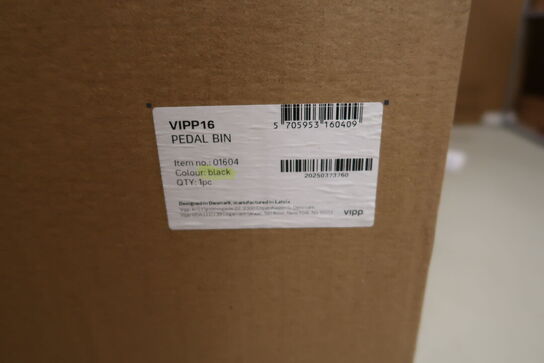 VIPP16
PEDAL BIN
5 705953 160409
Item no.: 01604
Colour: black
QTY: 1pc
20250373760
Designed in Denmark, manufactured in Latvia
vipp